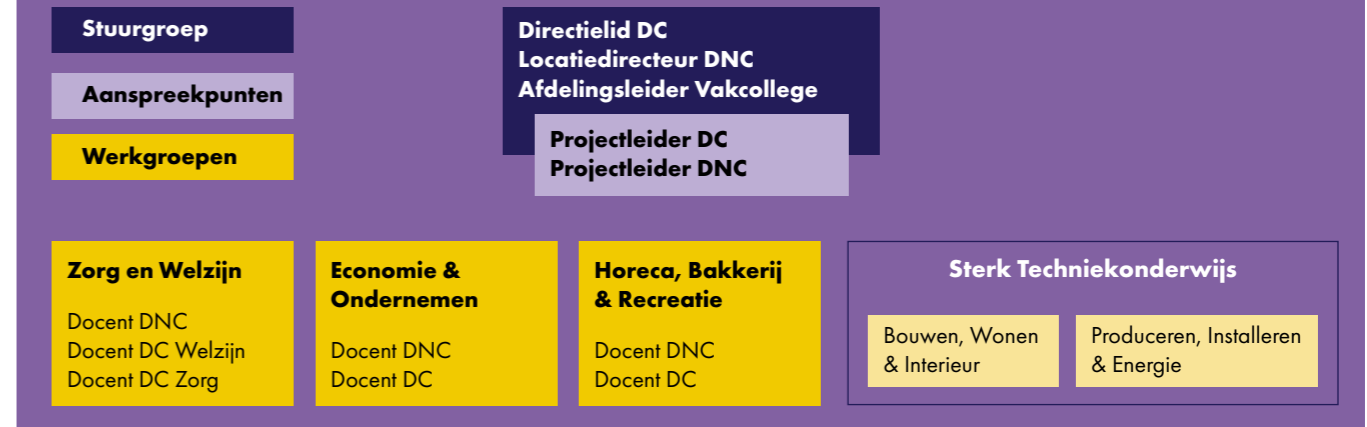 Stuurgroep
Aanspreekpunten
Werkgroepen
Directielid DC
Locatiedirecteur DNC
Afdelingsleider Vakcollege
Projectleider DC
Projectleider DNC
Zorg en Welzijn
Docent DNC
Docent DC Welzijn
Docent DC Zorg
Economie &
Ondernemen
Docent DNC
Docent DC
Horeca, Bakkerij
& Recreatie
Docent DNC
Docent DC
Sterk Techniekonderwijs
Bouwen, Wonen
& Interieur
Produceren, Installeren
& Energie